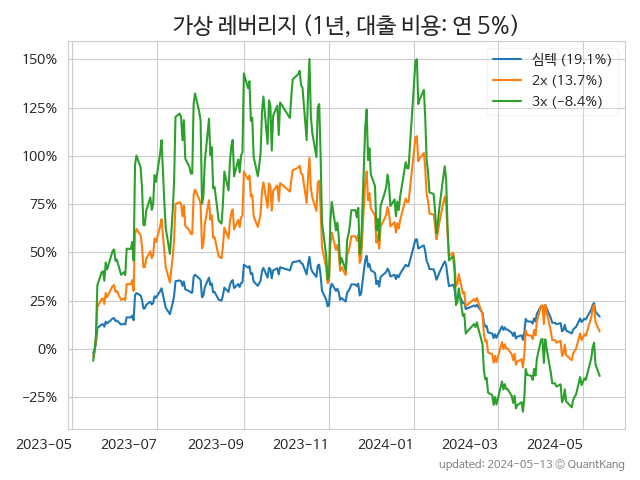 가상 레버리지 (1년, 대출 비용: 연 5%)
심텍 (19.1%)
2x (13.7%)
3x (−8.4%)
150%
125%
100%
75%
50%
25%
0%
−25%
2023-05 2023-07 2023-09 2023-11 2024-01 2024-03 2024-05
updated: 2024-05-13 © QuantKang